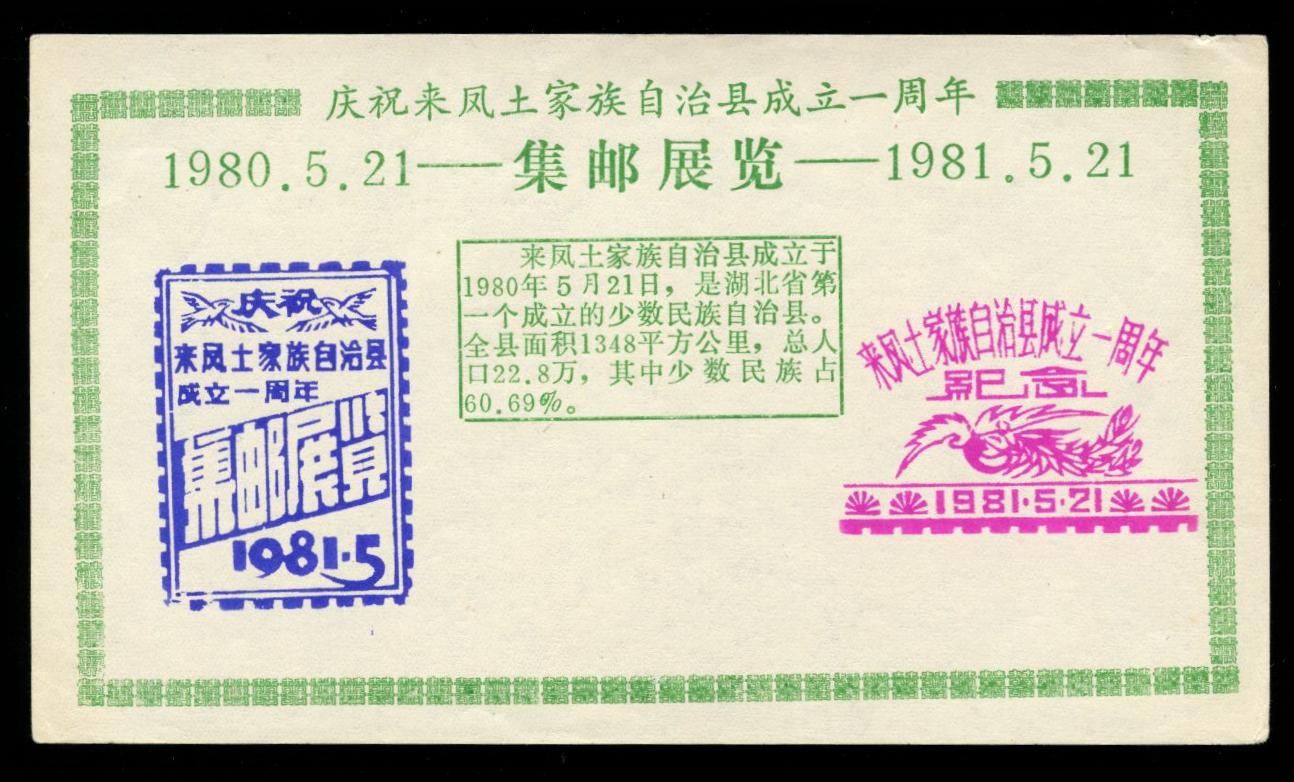 庆祝来凤土家族自治县成立一周年
1980.5.21——集邮展览——1981.5.21
来凤土家族自治县成立于
1980年5月21日，是湖北省第
一个成立的少数民族自治县。
全县面积1348平方公里，总人
口22.8万，其中少数民族占
60.69%。
庆祝
来凤土家族自治县
成立一周年
集邮展览
1981·5
来凤土家族自治县成立一周年
纪念
1981·5·21